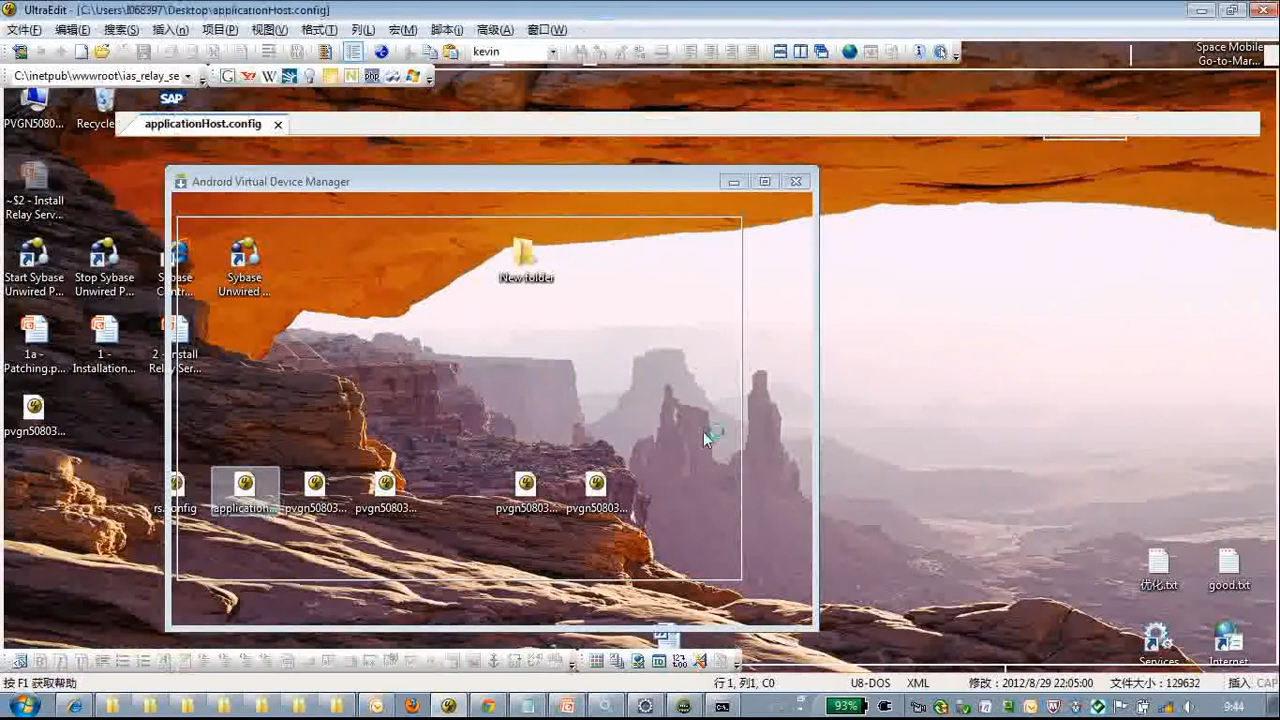 UltraEdit - [C:\Users\I068397\Desktop\applicationHost.config]
文件(F) 编辑(E) 搜索(S) 插入(n) 项目(P) 视图(V) 格式(T) 列(L) 宏(M) 脚本(i) 高级(A) 窗口(W)
kevin
Space Mobile
Go-to-Mar...
C:\inetpub\wwwroot\ias_relay_se
PVGN5080...
Recycle
SAP
applicationHost.config
Android Virtual Device Manager
~$2 - Install
Relay Serv...
Start Sybase
Unwired P...
Stop Sybase
Unwired P...
Sybase
Contr...
Sybase
Unwired ...
New folder
1a -
Patching.p...
1 -
Installation...
2 - Install
Relay Ser...
pvgn50803...
rs.config
application...
pvgn50803...
pvgn50803...
pvgn50803...
pvgn50803...
优化.txt
good.txt
Services
Internet
按 F1 获取帮助
行 1, 列 1, C0
U8-DOS
XML
修改：2012/8/29 22:05:00
文件大小：129632
插入
CAP
93%
9:44